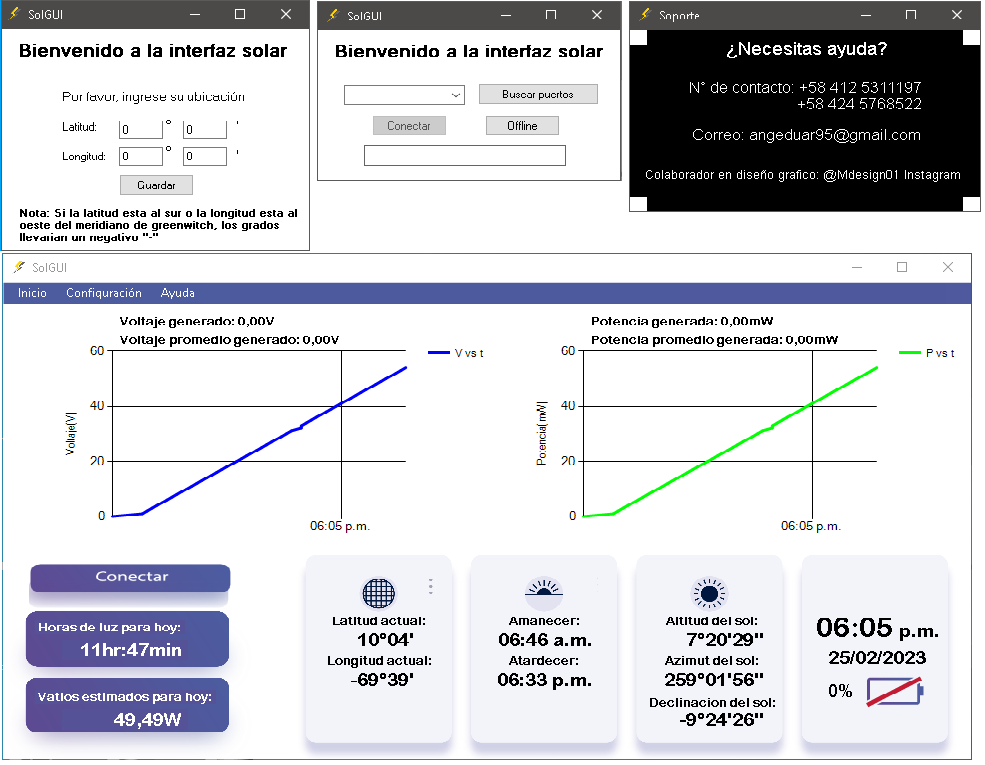 SolGUI
Bienvenido a la interfaz solar
Por favor, ingrese su ubicación
Latitud: 0 ° 0 '
Longitud: 0 ° 0 '
Guardar
Nota: Si la latitud esta al sur o la longitud esta al
oeste del meridiano de greenwitch, los grados
llevarian un negativo "-"
SolGUI
Bienvenido a la interfaz solar
Buscar puertos
Conectar
Offline
Soporte
¿Necesitas ayuda?
N° de contacto: +58 412 5311197
+58 424 5768522
Correo: angeduar95@gmail.com
Colaborador en diseño grafico: @Mdesign01 Instagram
SolGUI
Inicio Configuración Ayuda
Voltaje generado: 0,00V
Voltaje promedio generado: 0,00V
V vs t
60
40
20
0
Voltaje(V)
06:05 p.m.
Potencia generada: 0,00mW
Potencia promedio generada: 0,00mW
P vs t
60
40
20
0
Potencia(mW)
06:05 p.m.
Conectar
Horas de luz para hoy:
11hr:47min
Vatios estimados para hoy:
49,49W
Latitud actual:
10°04'
Longitud actual:
-69°39'
Amanecer:
06:46 a.m.
Atardecer:
06:33 p.m.
Altitud del sol:
7°20'29"
Azimut del sol:
259°01'56"
Declinacion del sol:
-9°24'26"
06:05 p.m.
25/02/2023
0%